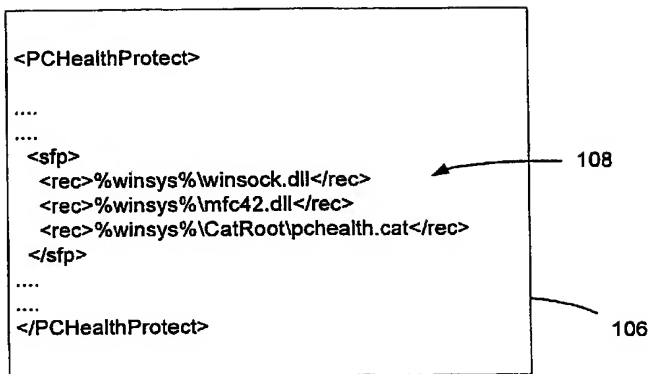 <PCHealthProtect>
....
....
<sfp>
<rec>%winsys%\winsock.dll</rec>
<rec>%winsys%\mfc42.dll</rec>
<rec>%winsys%\CatRoot\pchealth.cat</rec>
</sfp>
....
....
</PCHealthProtect>
108
106